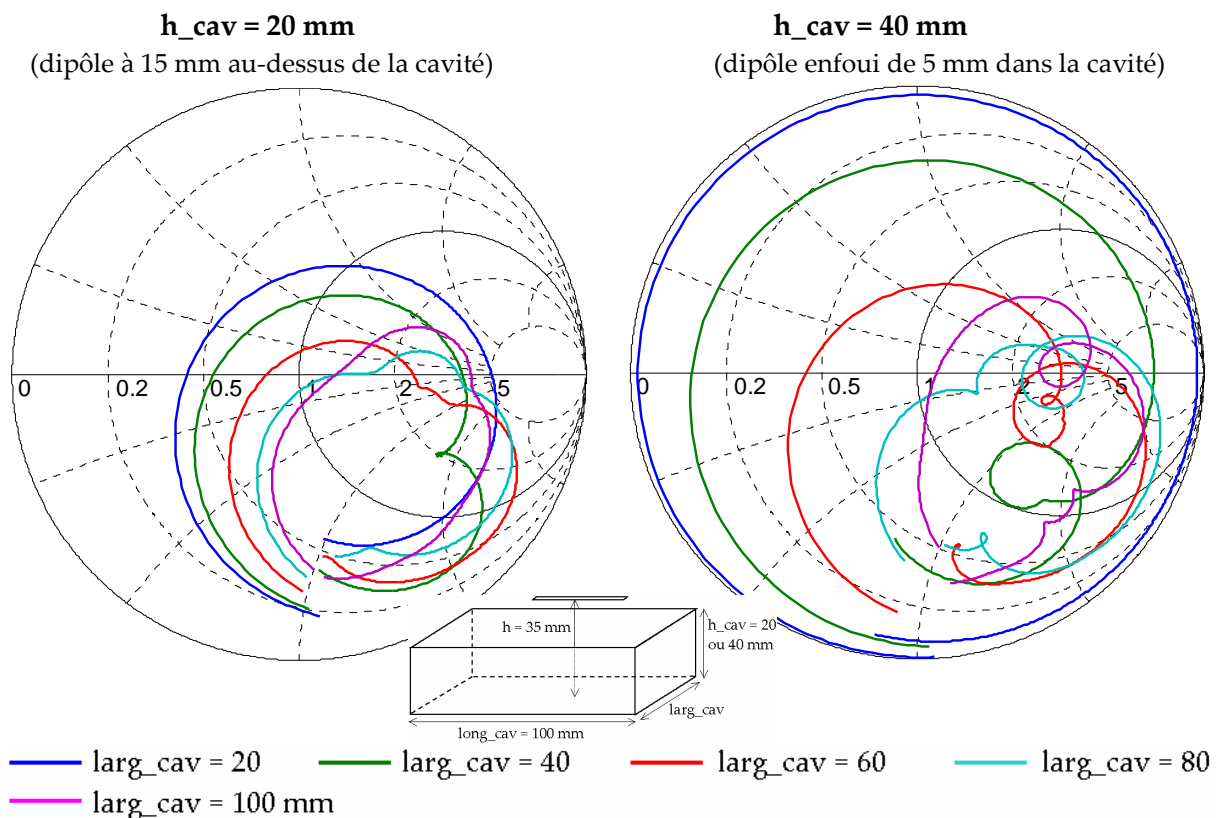 h_cav = 20 mm
(dipôle à 15 mm au-dessus de la cavité)
h_cav = 40 mm
(dipôle enfoui de 5 mm dans la cavité)
0 0.2 0.5 1 2 5
0 0.2 0.5 1 2 5
h = 35 mm
h_cav = 20
ou 40 mm
larg_cav
long_cav = 100 mm
larg_cav = 20
larg_cav = 40
larg_cav = 60
larg_cav = 80
larg_cav = 100 mm